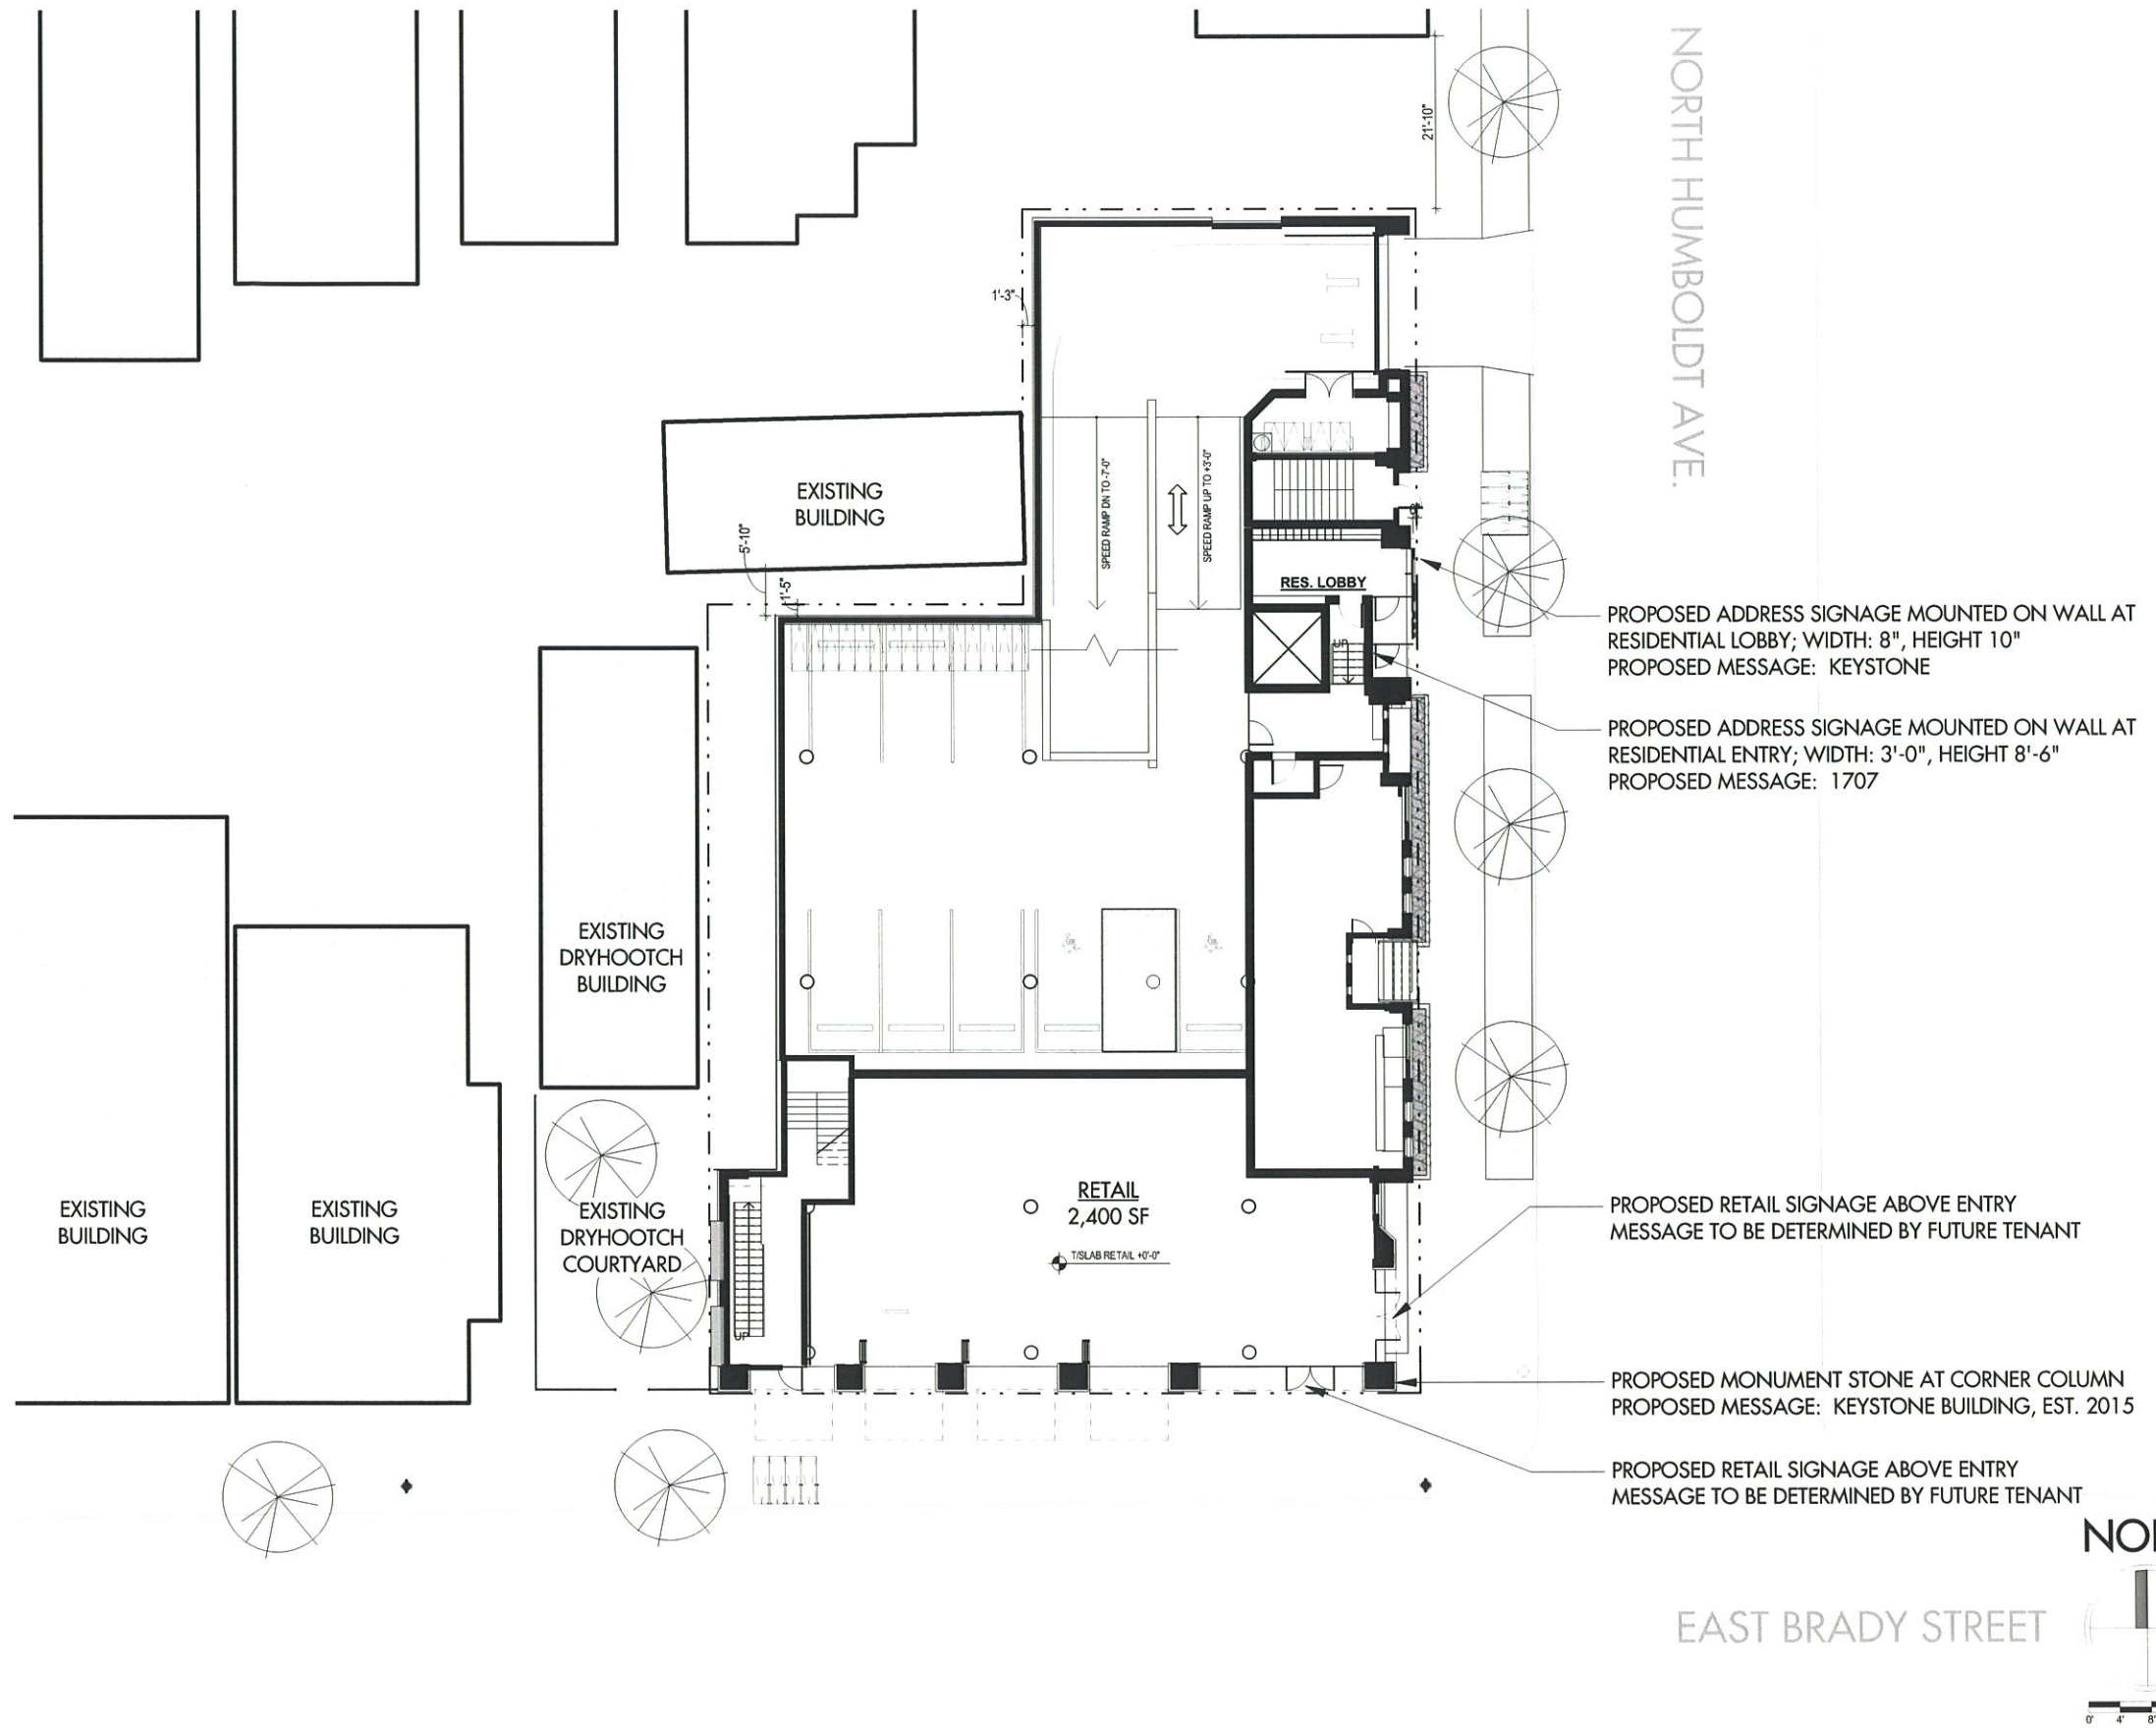 NORTH HUMBOLDT AVE.
21'-10"
1'-3"
EXISTING
BUILDING
SPEED RAMP DN TO -7'-0"
SPEED RAMP UP TO +3'-0"
5'-10"
1'-5"
RES. LOBBY
UP
PROPOSED ADDRESS SIGNAGE MOUNTED ON WALL AT
RESIDENTIAL LOBBY; WIDTH: 8", HEIGHT 10"
PROPOSED MESSAGE: KEYSTONE
PROPOSED ADDRESS SIGNAGE MOUNTED ON WALL AT
RESIDENTIAL ENTRY; WIDTH: 3'-0", HEIGHT 8'-6"
PROPOSED MESSAGE: 1707
EXISTING
DRYHOOTCH
BUILDING
EXISTING
BUILDING
EXISTING
BUILDING
EXISTING
DRYHOOTCH
COURTYARD
UP
RETAIL
2,400 SF
T/SLAB RETAIL +0'-0"
PROPOSED RETAIL SIGNAGE ABOVE ENTRY
MESSAGE TO BE DETERMINED BY FUTURE TENANT
PROPOSED MONUMENT STONE AT CORNER COLUMN
PROPOSED MESSAGE: KEYSTONE BUILDING, EST. 2015
PROPOSED RETAIL SIGNAGE ABOVE ENTRY
MESSAGE TO BE DETERMINED BY FUTURE TENANT
EAST BRADY STREET
0' 4' 8'